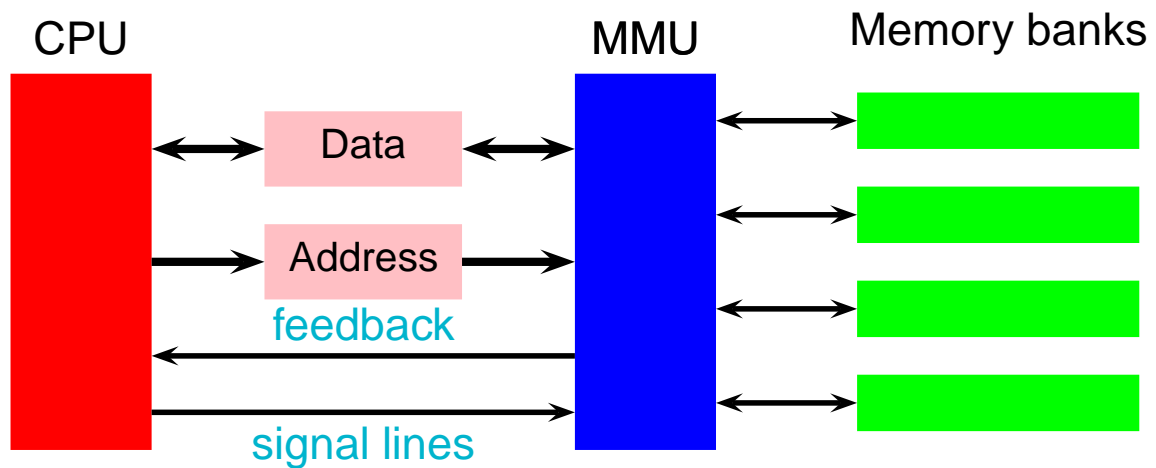 CPU
MMU
Memory banks
Data
Address
feedback
signal lines